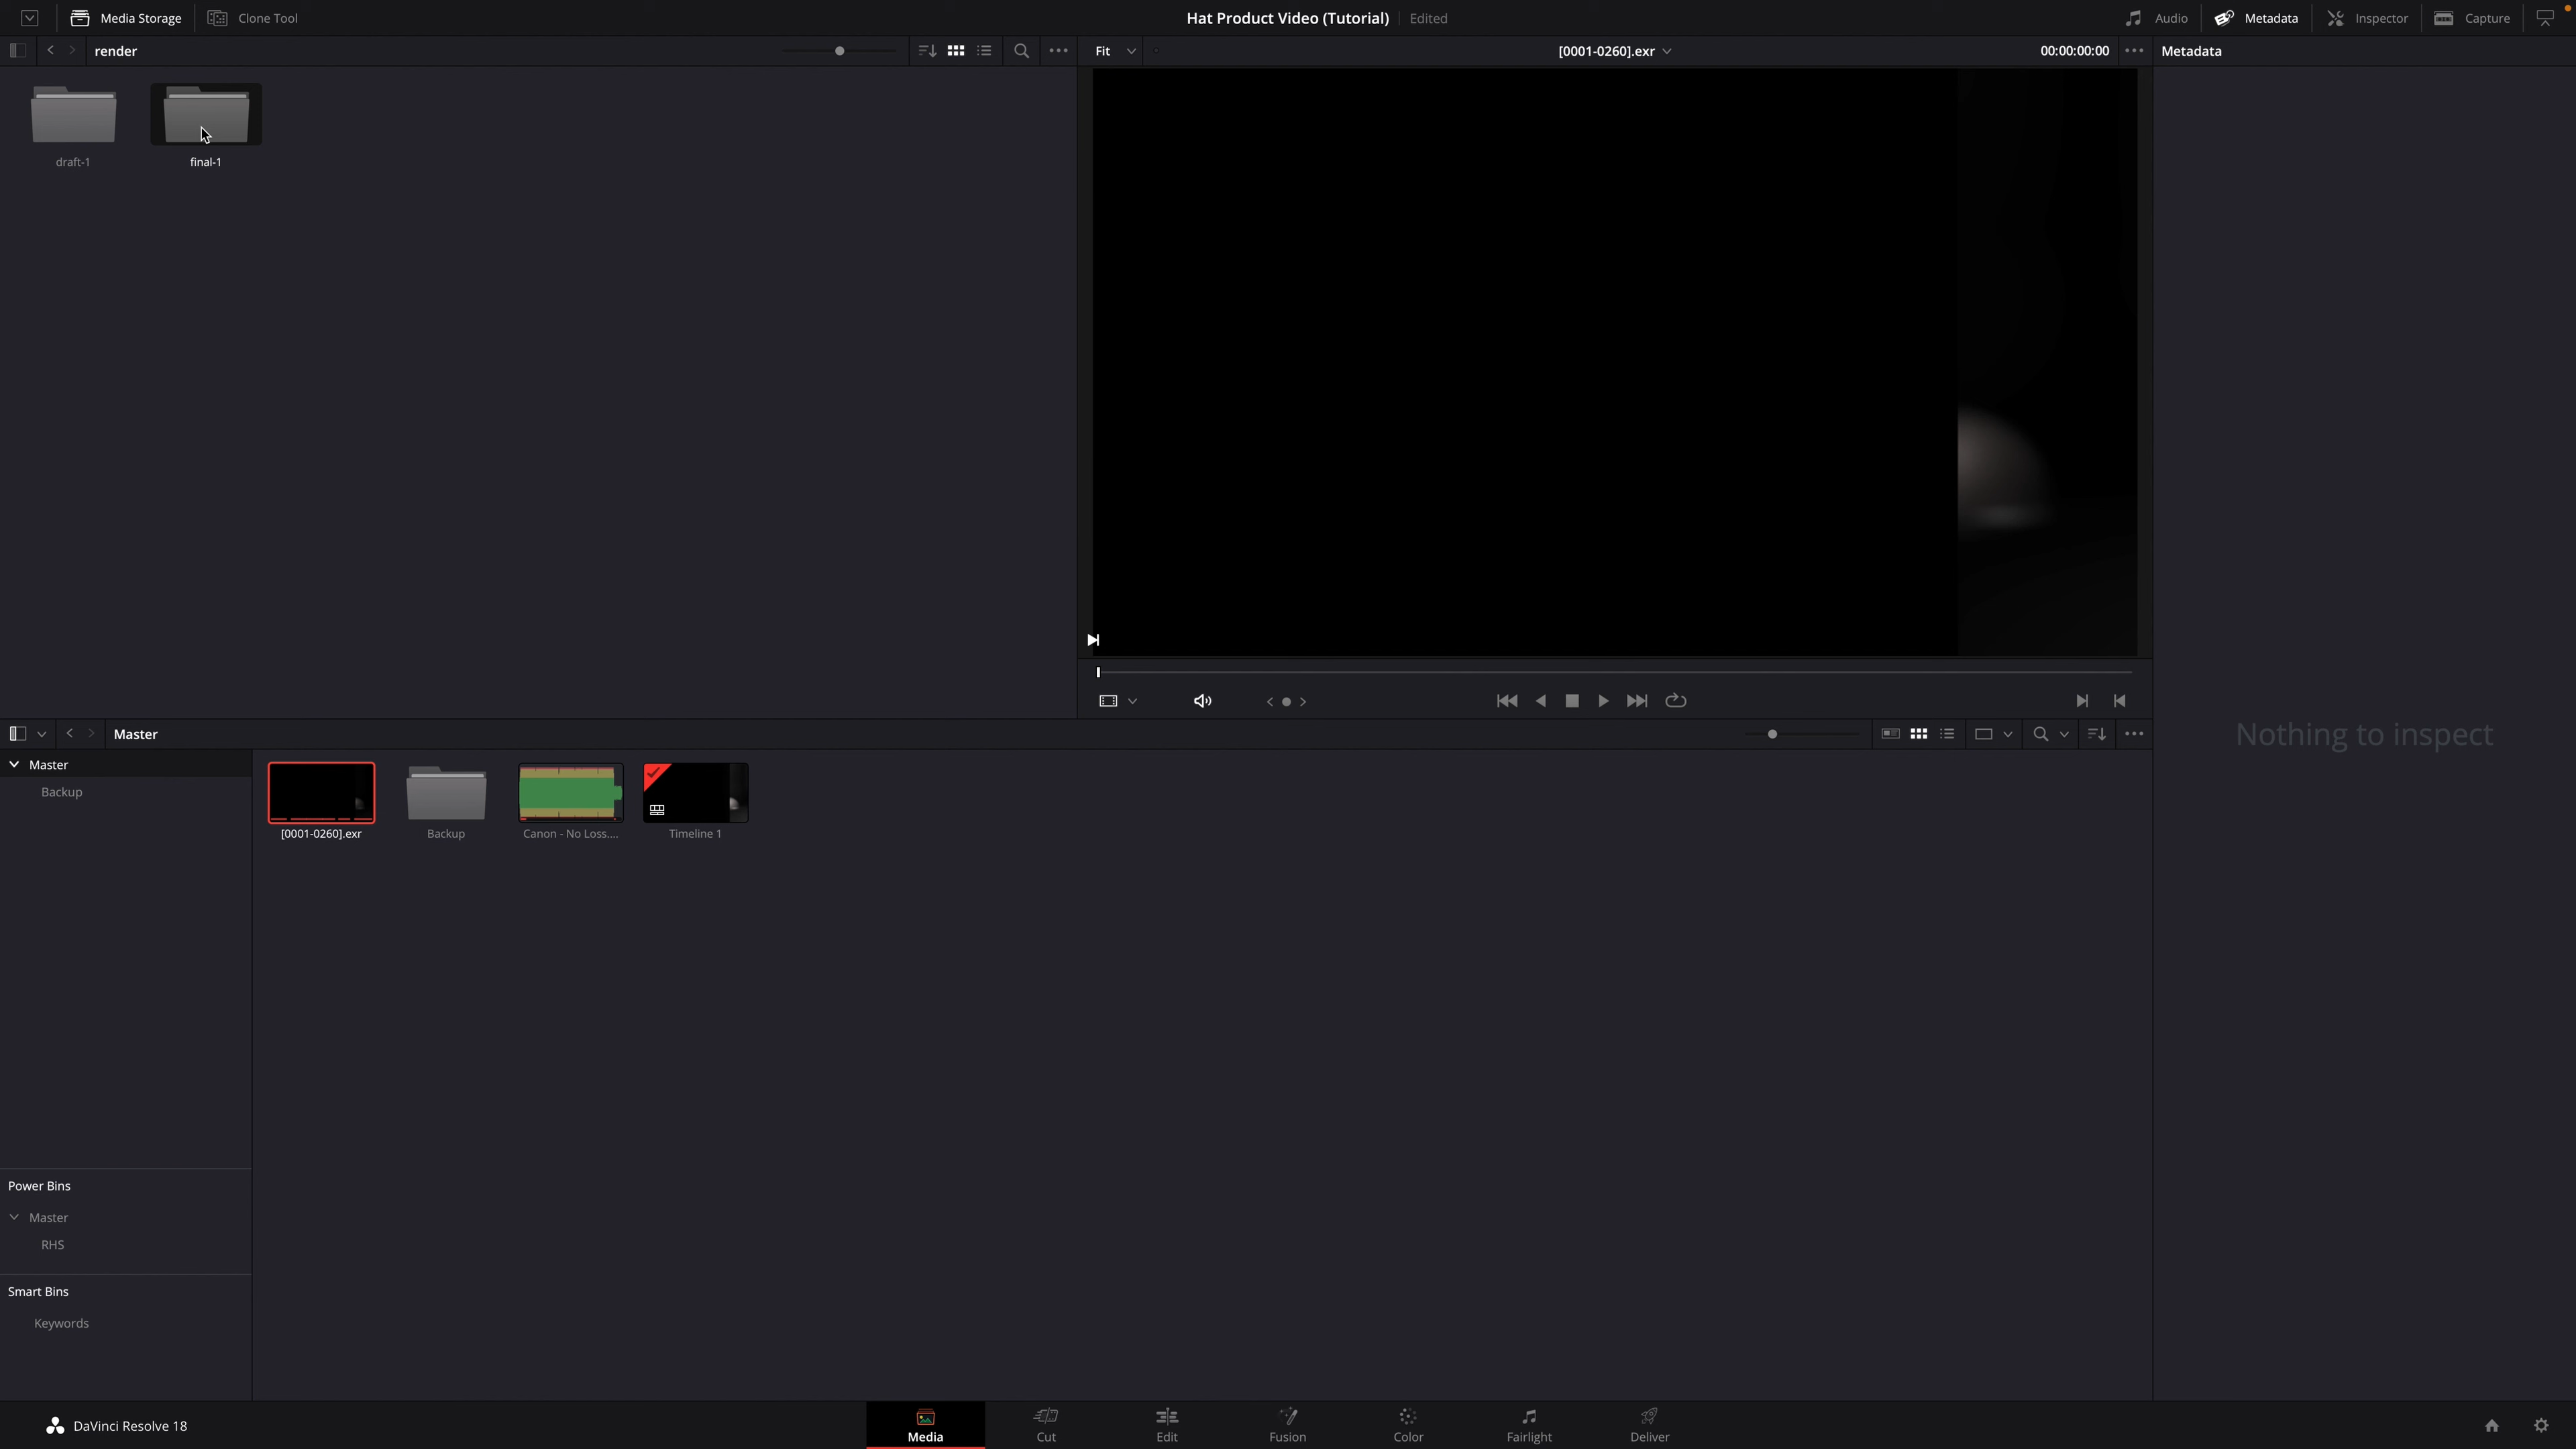 Media Storage
Clone Tool
Hat Product Video (Tutorial)
Edited
Audio
Metadata
Inspector
Capture
render
Fit
[0001-0260].exr
00:00:00:00
Metadata
draft-1
final-1
Nothing to inspect
Master
Master
Backup
[0001-0260].exr
Backup
Canon - No Loss....
Timeline 1
Power Bins
Master
RHS
Smart Bins
Keywords
DaVinci Resolve 18
Media
Cut
Edit
Fusion
Color
Fairlight
Deliver